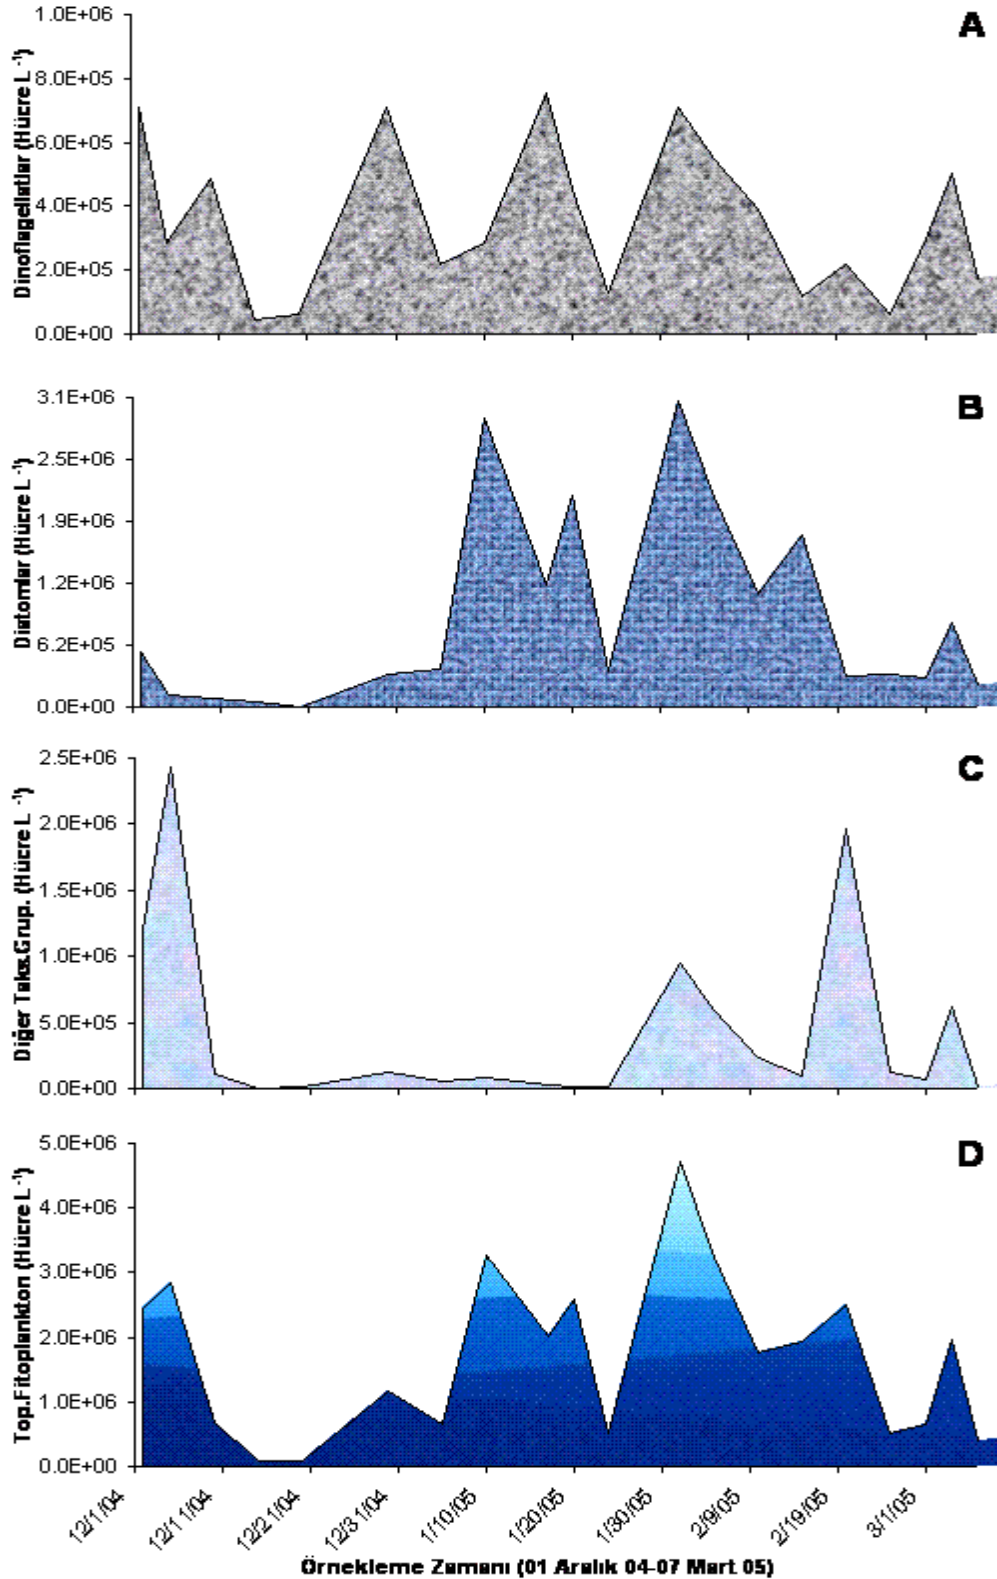 A
Dinoflagellatlar (Hücre L⁻¹)
1.0E+06
8.0E+05
6.0E+05
4.0E+05
2.0E+05
0.0E+00
B
Diatomlar (Hücre L⁻¹)
3.1E+06
2.5E+06
1.9E+06
1.2E+06
6.2E+05
0.0E+00
C
Diğer Taks.Grup. (Hücre L⁻¹)
2.5E+06
2.0E+06
1.5E+06
1.0E+06
5.0E+05
0.0E+00
D
Top.Fitoplankton (Hücre L⁻¹)
5.0E+06
4.0E+06
3.0E+06
2.0E+06
1.0E+06
0.0E+00
12/1/04
12/11/04
12/21/04
12/31/04
1/10/05
1/20/05
1/30/05
2/9/05
2/19/05
3/1/05
Örnekleme Zamanı (01 Aralık 04-07 Mart 05)